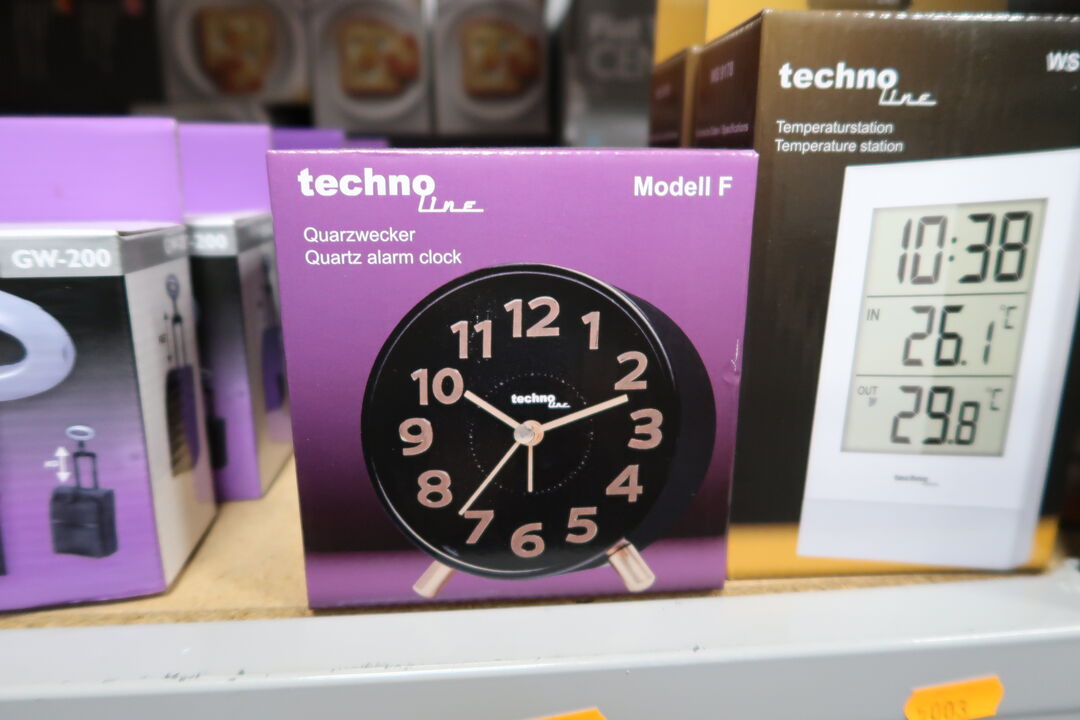 techno
line
Modell F
Quarzwecker
Quartz alarm clock
12
1
2
3
4
5
6
7
8
9
10
11
techno
line
GW-200
200
techno
line
WS
Temperaturstation
Temperature station
10:38
IN
26.1 °C
OUT
29.8 °C
techno
line